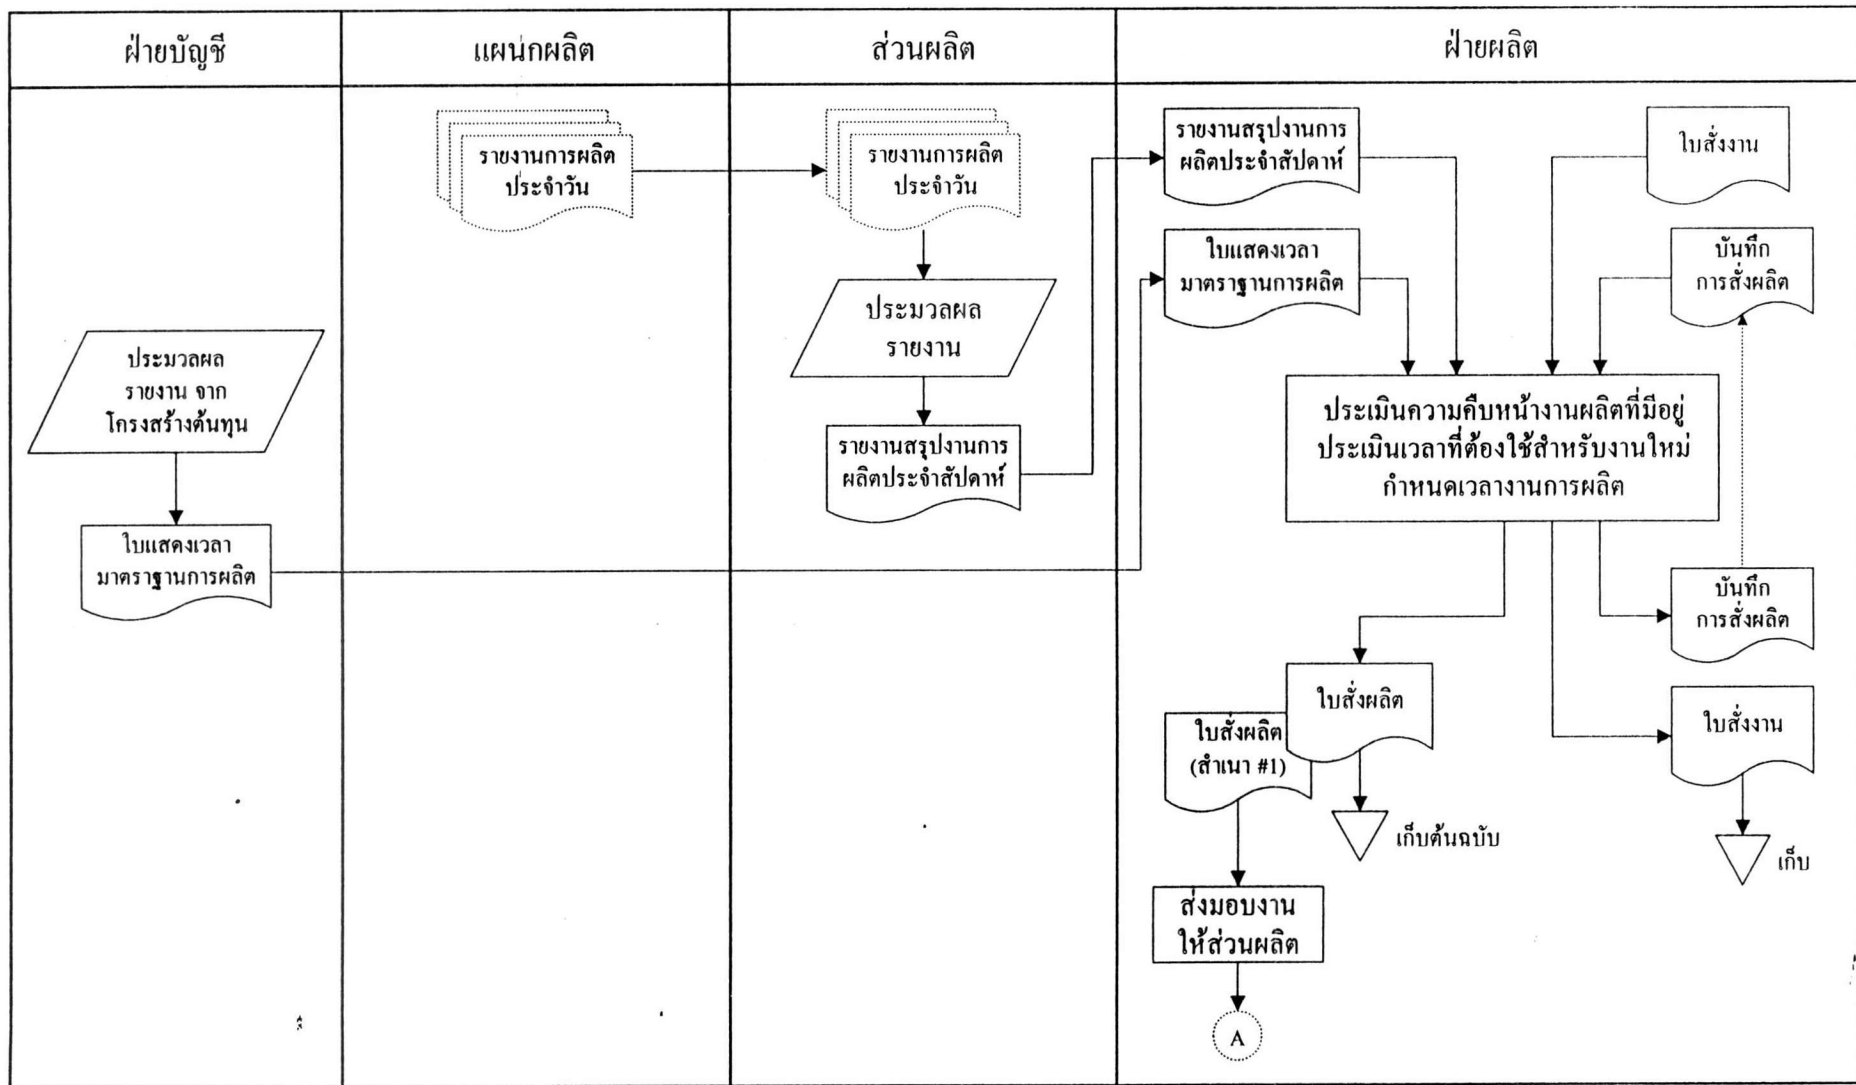 ฝ่ายบัญชี
แผนกผลิต
ส่วนผลิต
ฝ่ายผลิต
ประมวลผล
รายงาน จาก
โครงสร้างต้นทุน
ใบแสดงเวลา
มาตราฐานการผลิต
รายงานการผลิต
ประจำวัน
รายงานการผลิต
ประจำวัน
ประมวลผล
รายงาน
รายงานสรุปงานการ
ผลิตประจำสัปดาห์
รายงานสรุปงานการ
ผลิตประจำสัปดาห์
ใบสั่งงาน
ใบแสดงเวลา
มาตราฐานการผลิต
บันทึก
การสั่งผลิต
ประเมินความคืบหน้างานผลิตที่มีอยู่
ประเมินเวลาที่ต้องใช้สำหรับงานใหม่
กำหนดเวลางานการผลิต
บันทึก
การสั่งผลิต
ใบสั่งผลิต
ใบสั่งผลิต
(สำเนา #1)
ใบสั่งงาน
เก็บต้นฉบับ
เก็บ
ส่งมอบงาน
ให้ส่วนผลิต
A